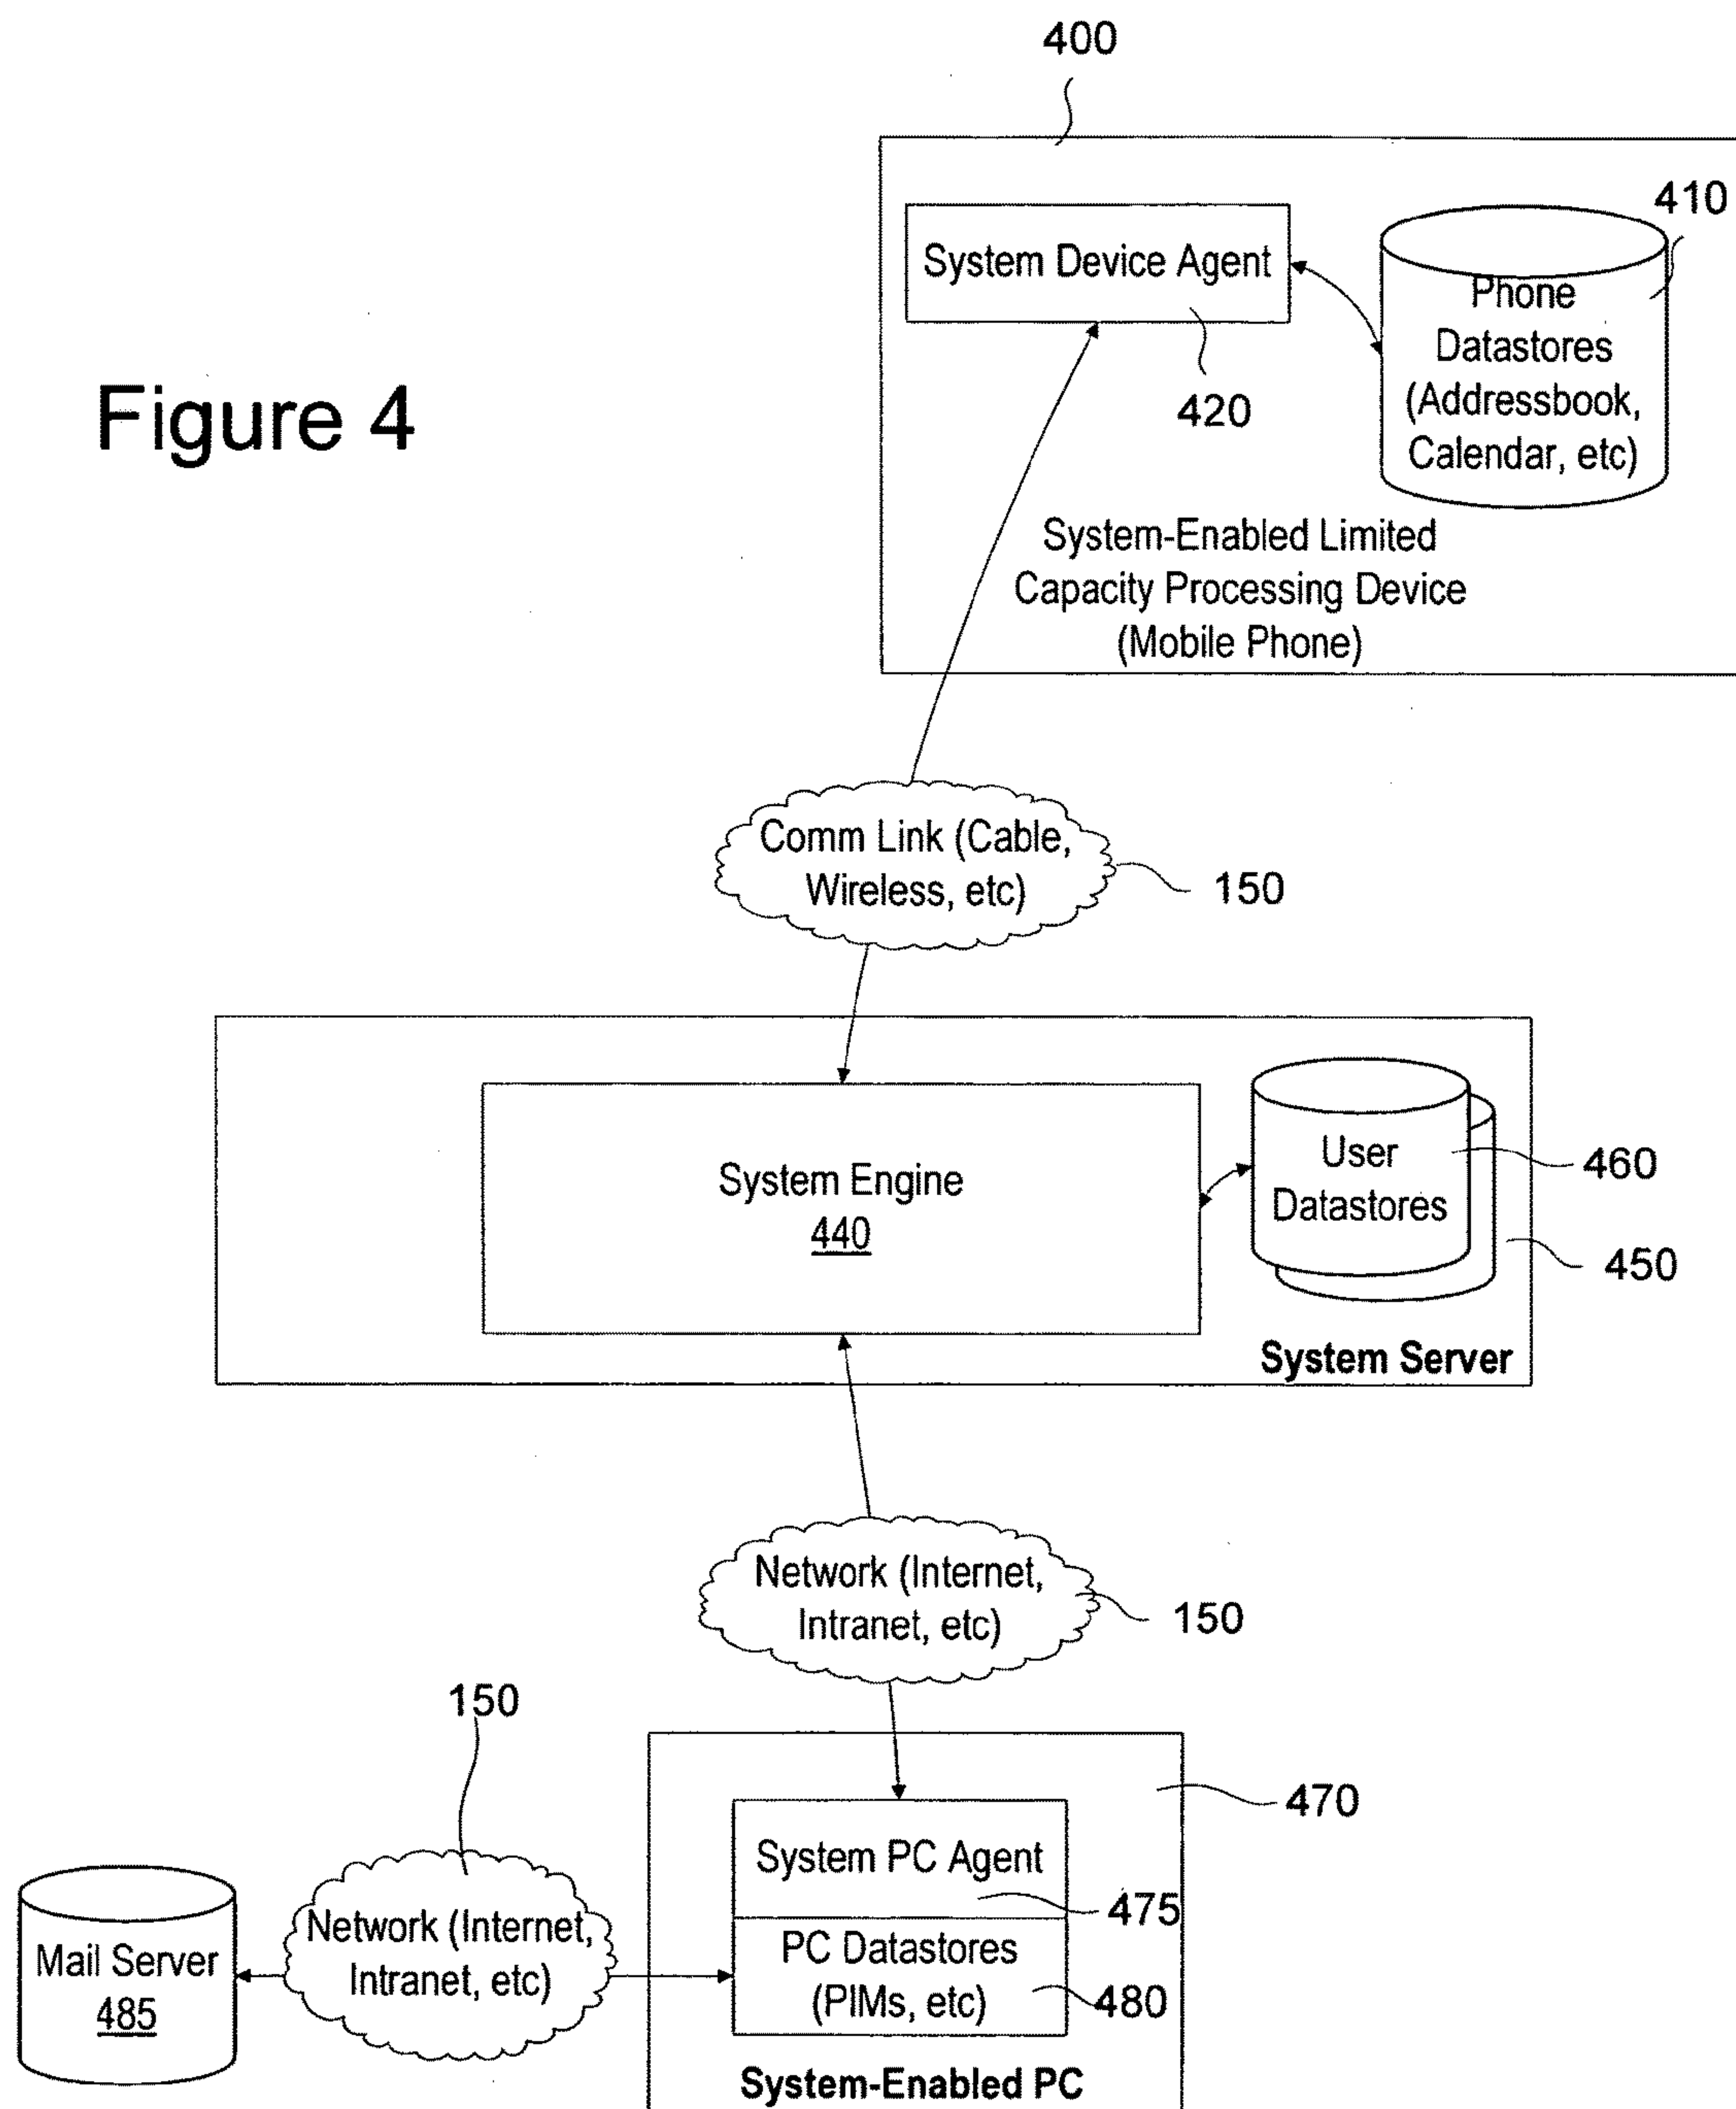 400
410
System Device Agent
Phone
Datastores
(Addressbook,
Calendar, etc)
420
Figure 4
System-Enabled Limited
Capacity Processing Device
(Mobile Phone)
Comm Link (Cable,
Wireless, etc)
150
System Engine
440
User
Datastores
460
450
System Server
Network (Internet,
Intranet, etc)
150
150
470
System PC Agent
475
Network (Internet,
Intranet, etc)
PC Datastores
(PIMs, etc)
480
Mail Server
485
System-Enabled PC